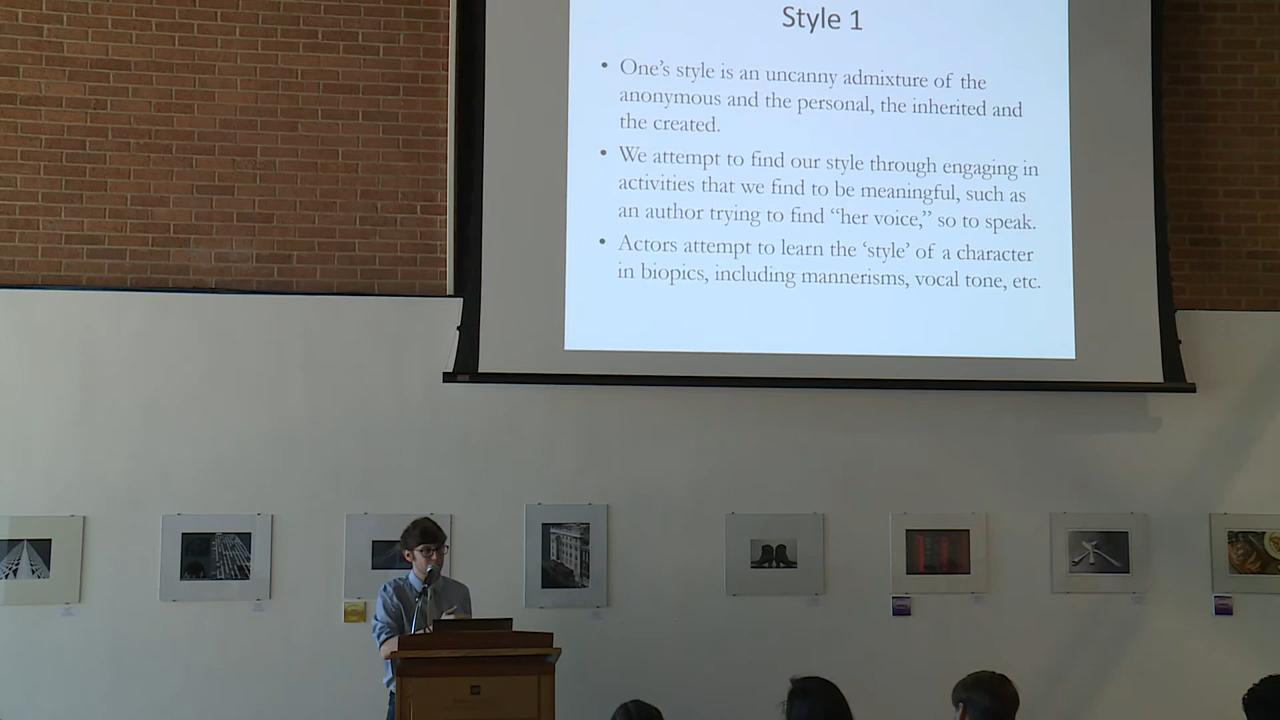 Style 1
• One's style is an uncanny admixture of the
anonymous and the personal, the inherited and
the created.
• We attempt to find our style through engaging in
activities that we find to be meaningful, such as
an author trying to find “her voice,” so to speak.
• Actors attempt to learn the ‘style’ of a character
in biopics, including mannerisms, vocal tone, etc.